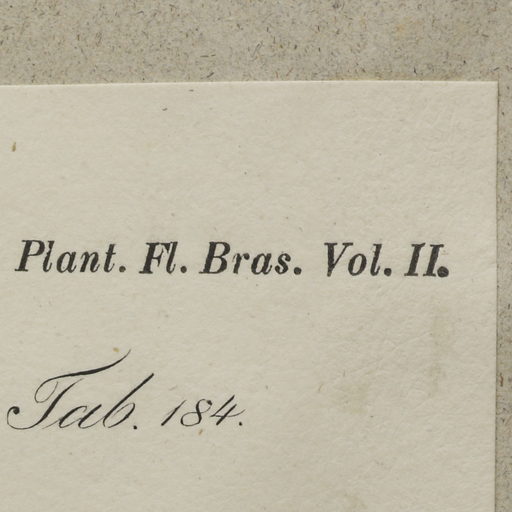 Plant. Fl. Bras. Vol. II.
Tab. 184.